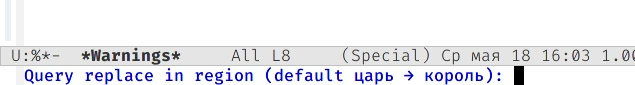 U:%*-  *Warnings*     All L8     (Special) Ср мая 18 16:03 1.00
Query replace in region (default царь → король):